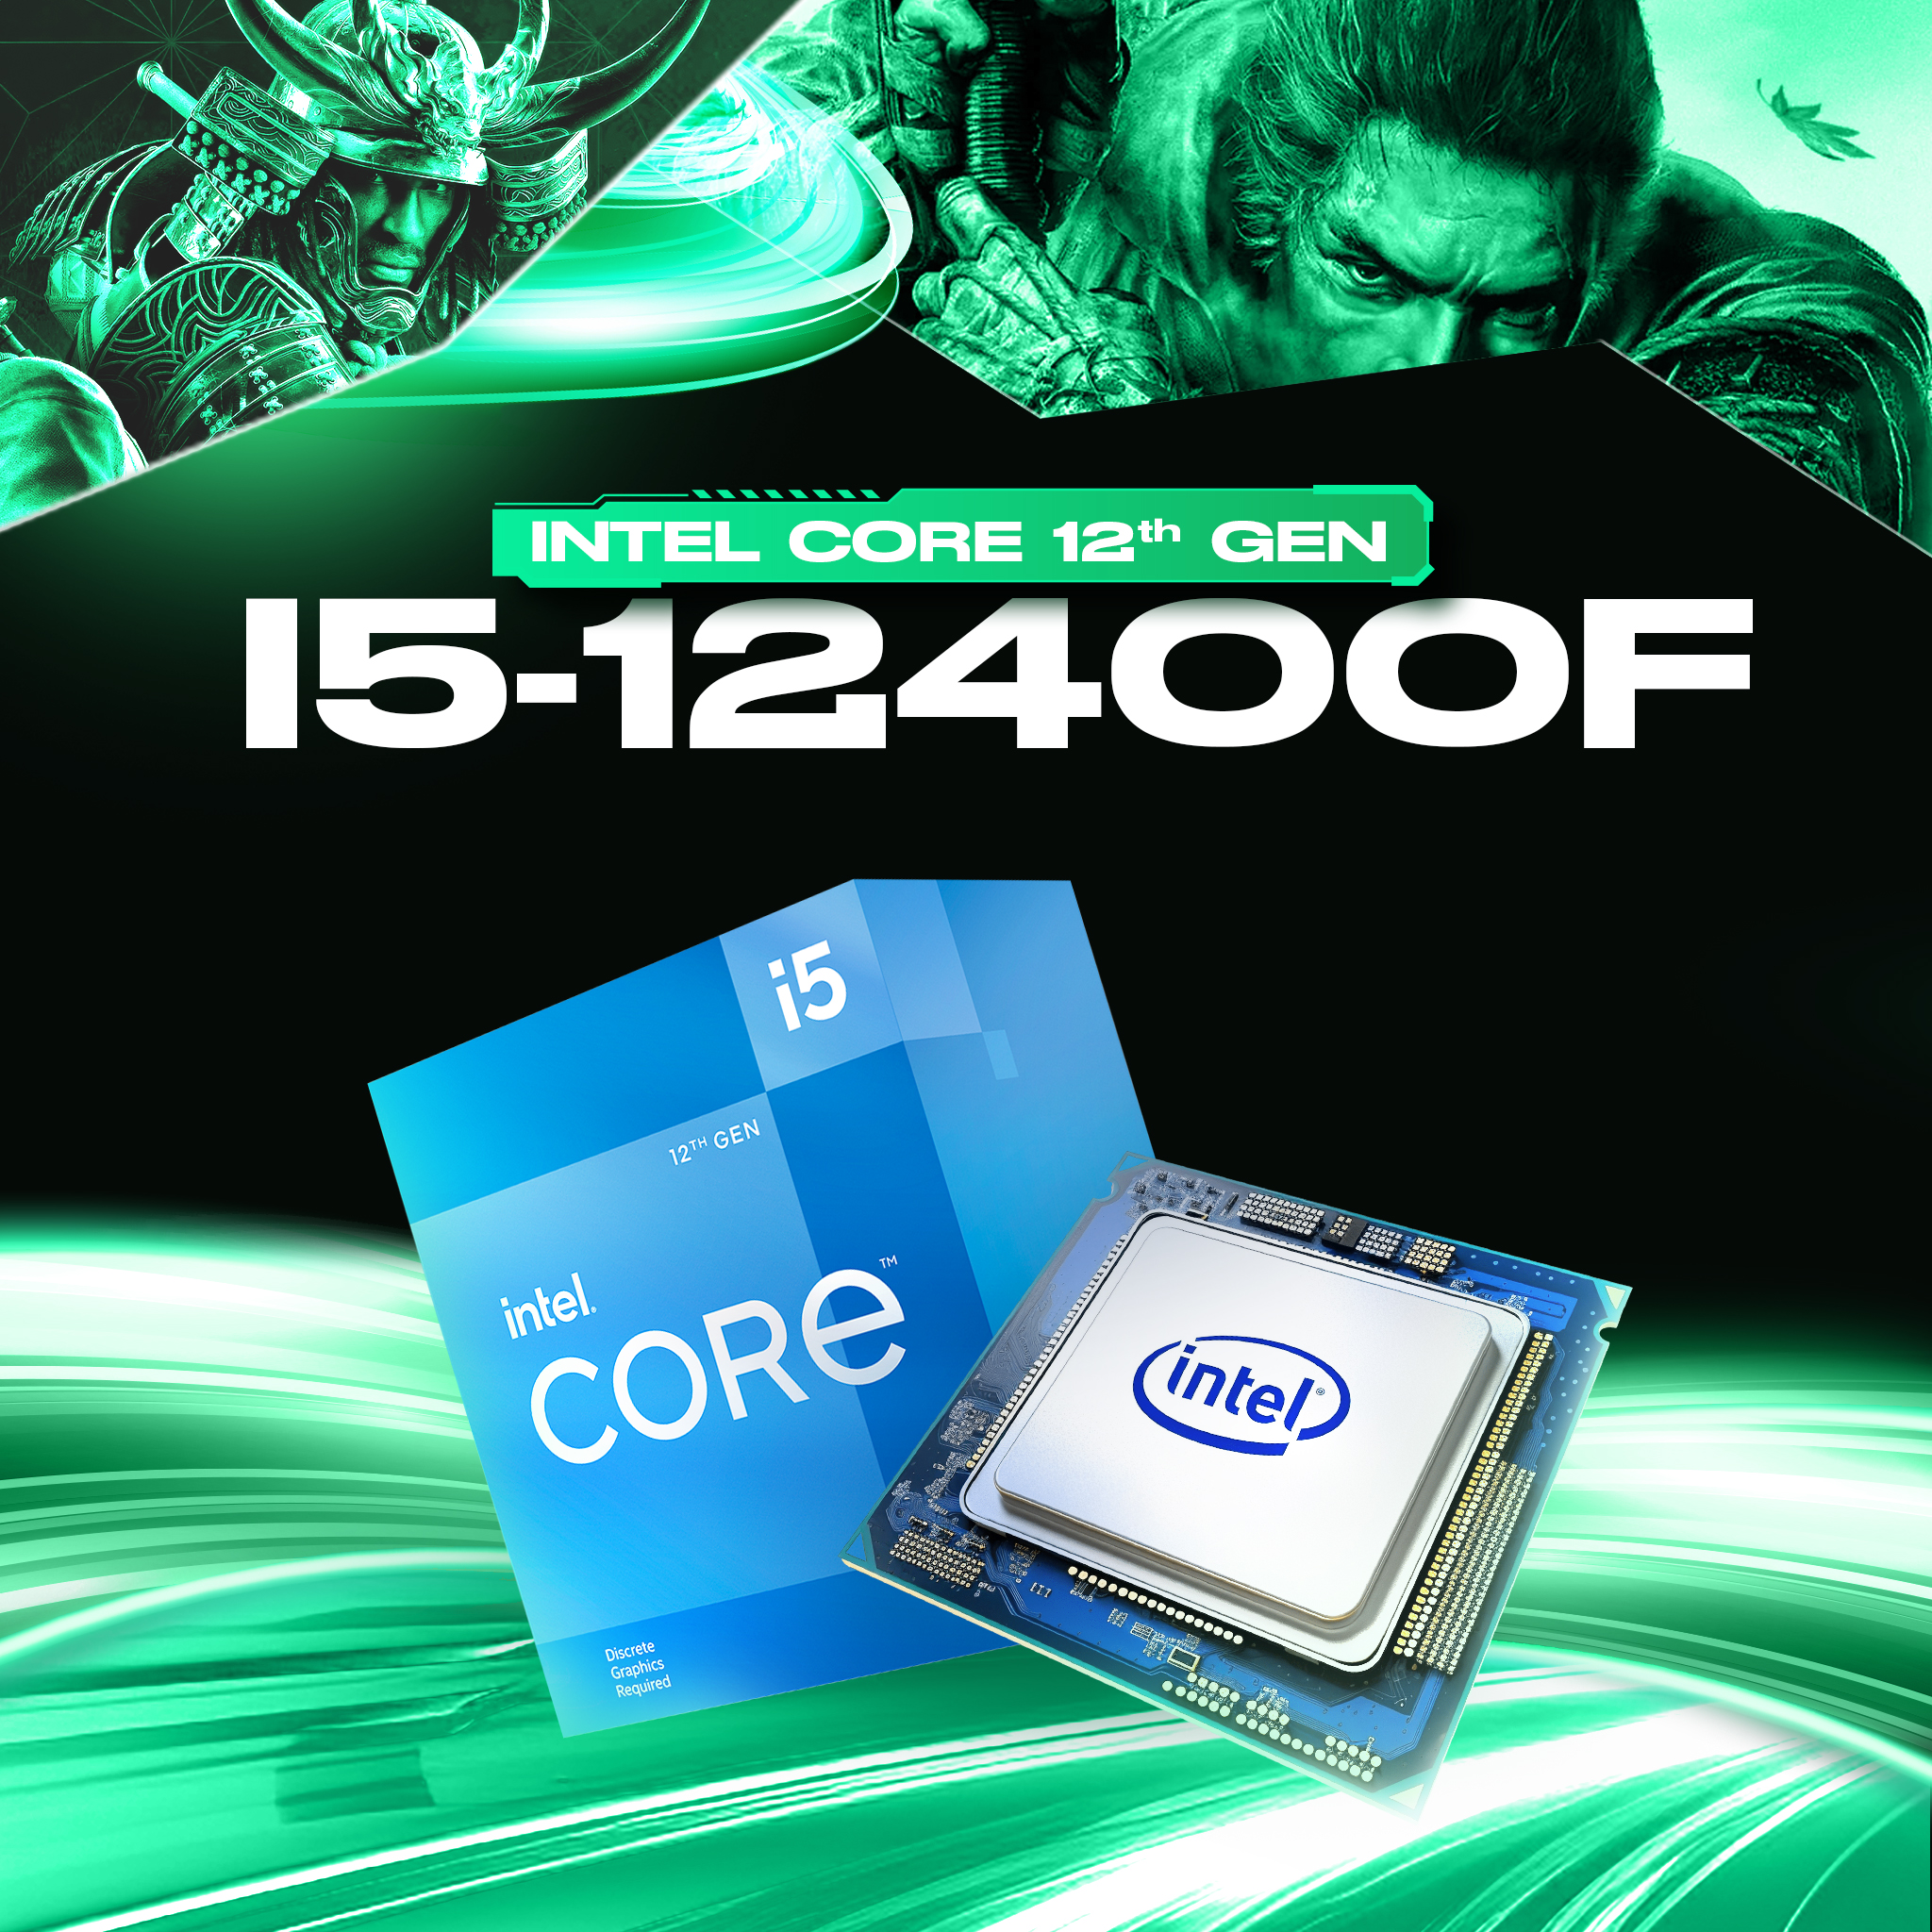 INTEL CORE 12th GEN
I5-12400F
i5
12TH GEN
intel.
CORe™
intel®
Discrete
Graphics
Required